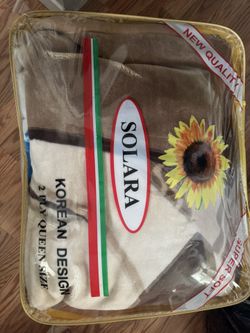 NEW QUALITY
SOLARA
KOREAN DESIGN
2 PLY QUEEN SIZE
SUPER SOFT